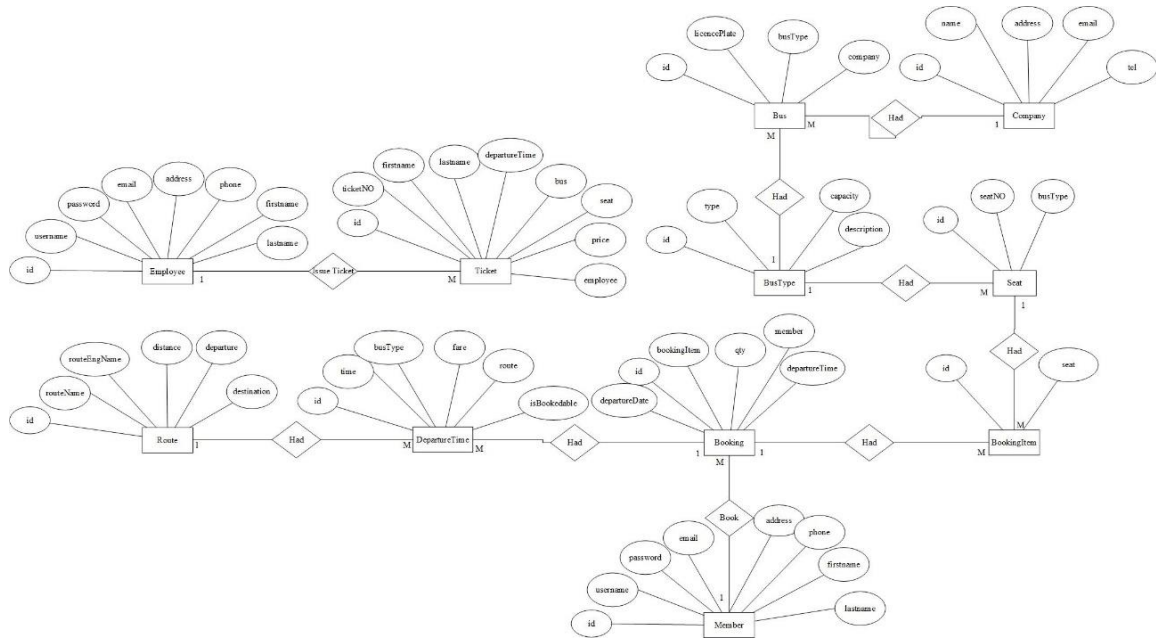 name
address
email
licencePlate
busType
company
id
id
tel
Bus
Had
Company
M
M
1
email
address
phone
password
firstname
username
lastname
id
Employee
1
issue Ticket
firstname
lastname
departureTime
ticketNO
bus
id
seat
price
employee
M
Ticket
Had
type
capacity
id
description
1
BusType
1
Had
seatNO
busType
id
M
Seat
1
Had
id
seat
M
M
BookingItem
routeEngName
distance
departure
routeName
destination
id
Route
1
Had
busType
fare
time
route
id
isBookedable
M
DepartureTime
M
Had
bookingItem
qty
member
id
departureTime
departureDate
1
Booking
1
M
Had
Book
email
address
phone
password
firstname
username
lastname
id
1
Member